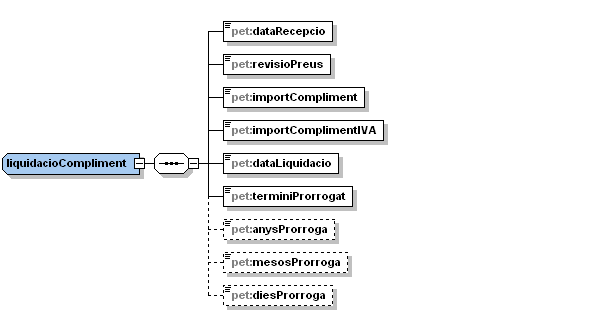 pet:dataRecepcio
pet:revisioPreus
pet:importCompliment
pet:importComplimentIVA
liquidacioCompliment
pet:dataLiquidacio
pet:terminiProrrogat
pet:anysProrroga
pet:mesosProrroga
pet:diesProrroga